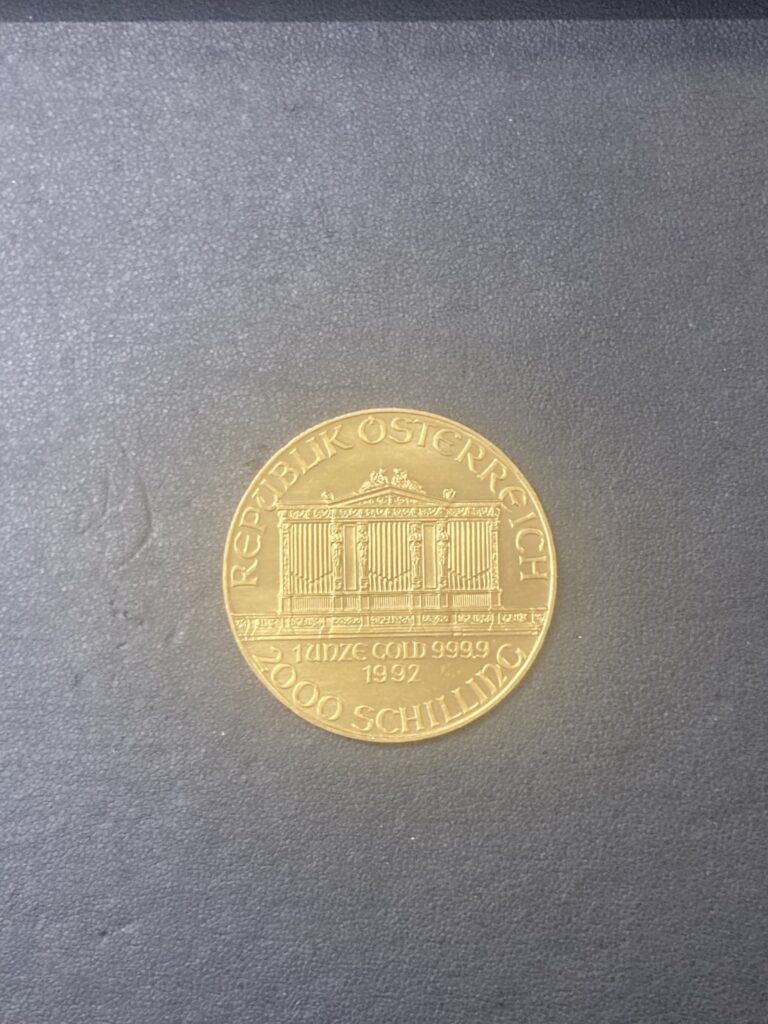 REPUBLIK ÖSTERREICH
1 UNZE GOLD 999.9
1992
2000 SCHILLING